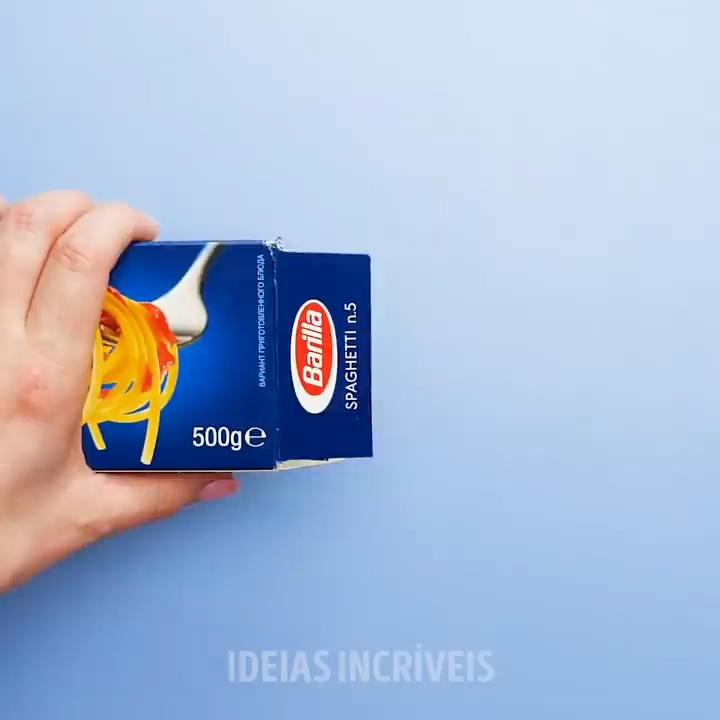 ВАРИАНТ ПРИГОТОВЛЕННОГО БЛЮДА
500g℮
Barilla
SPAGHETTI n.5
IDEIAS INCRÍVEIS